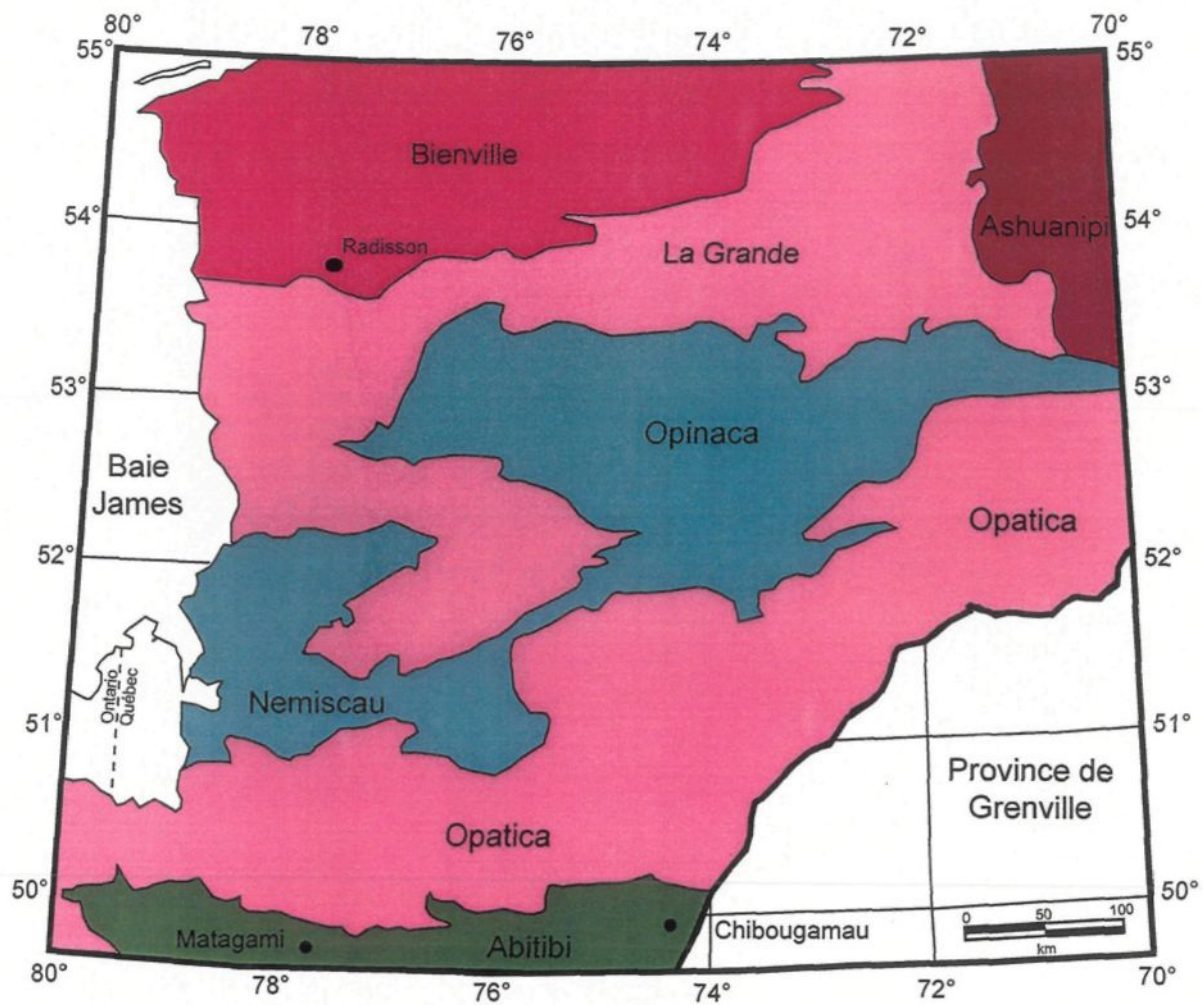 80°
78°
76°
74°
72°
70°
55°
55°
Bienville
54°
Radisson
La Grande
Ashuanipi
54°
53°
53°
Opinaca
Baie
James
Opatica
52°
52°
Ontario
Québec
Nemiscau
51°
51°
Province de
Grenville
Opatica
50°
50°
0 50 100
km
Matagami
Abitibi
Chibougamau
80°
78°
76°
74°
72°
70°